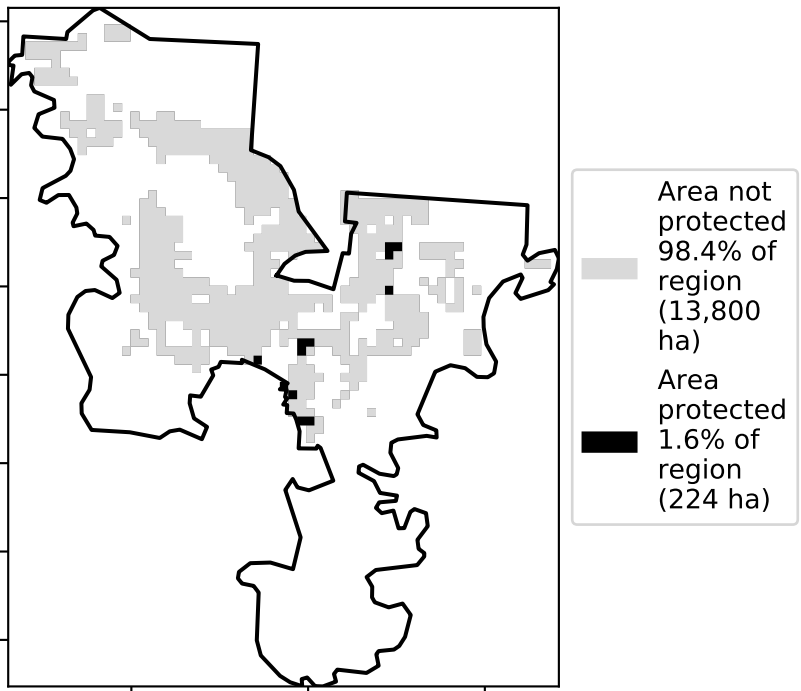 Area not
protected
98.4% of
region
(13,800
ha)
Area
protected
1.6% of
region
(224 ha)